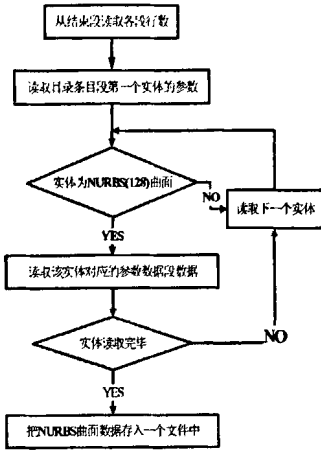 从结束段读取各段行数
读取目录条目段第一个实体的参数
实体为NURBS(128)曲面
NO
读取下一个实体
YES
读取该实体对应的参数数据段数据
实体读取完毕
NO
YES
把NURBS曲面数据存入一个文件中